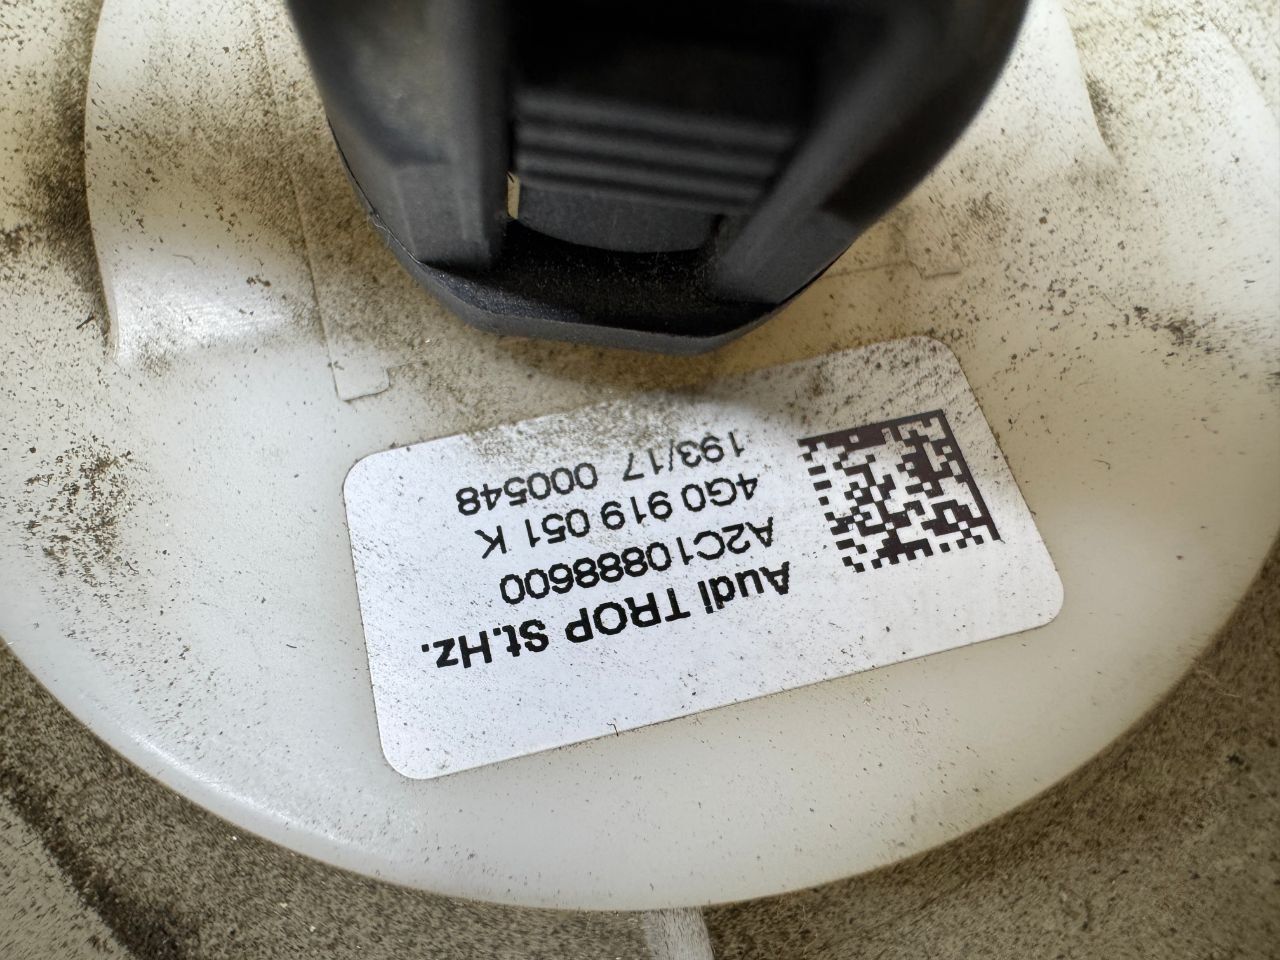 Audi TROP St.Hz.
A2C10888600
4G0 919 051 K
193/17 000548